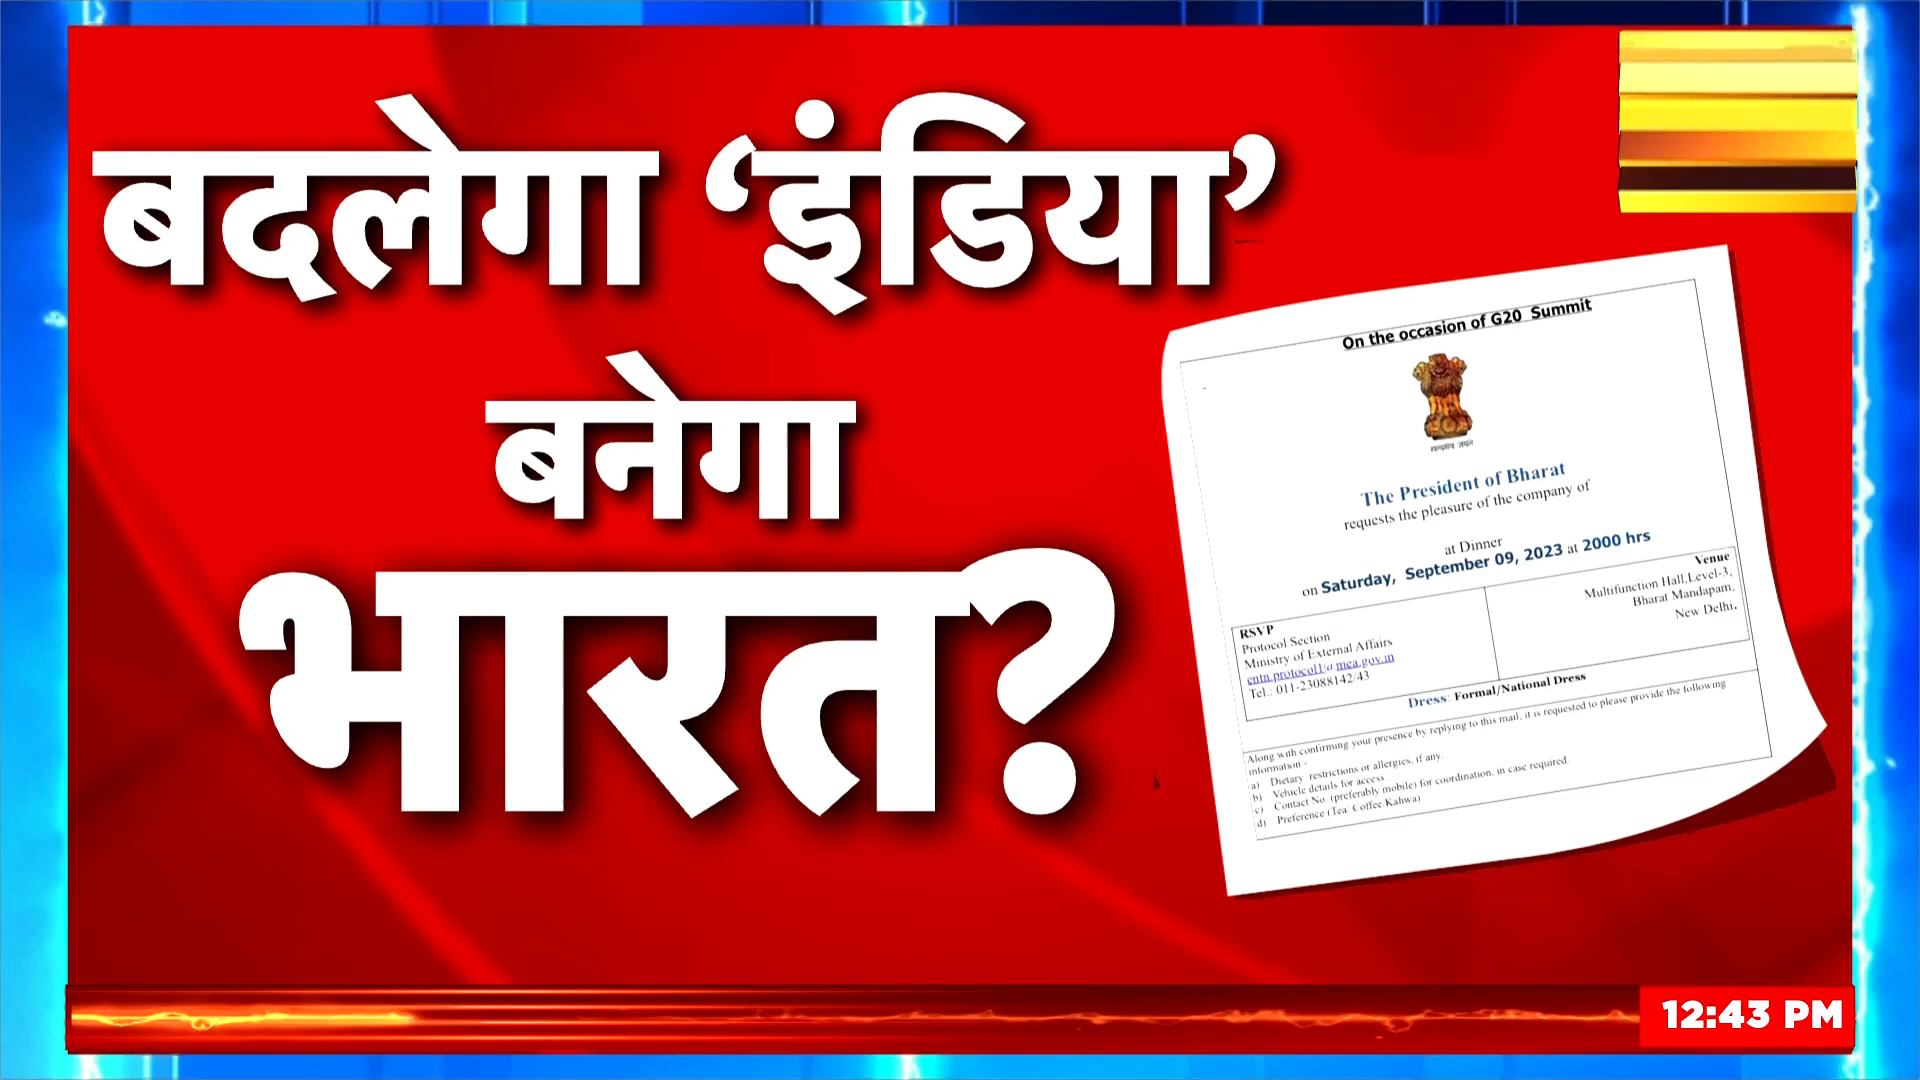 बदलेगा ‘इंडिया’
बनेगा
भारत?
On the occasion of G20 Summit
The President of Bharat
requests the pleasure of the company of
at Dinner
on Saturday, September 09, 2023 at 2000 hrs
Venue
Multifunction Hall,Level-3,
Bharat Mandapam,
New Delhi.
RSVP
Protocol Section
Ministry of External Affairs
Tel.: 011-23088142/43
Dress: Formal/National Dress
Along with confirming your presence by replying to this mail, it is requested to please provide the following
information -
a) Dietary restrictions or allergies, if any.
b) Vehicle details for access
c) Contact No. (preferably mobile) for coordination, in case required.
d) Preference (Tea/Coffee/Kahwa)
12:43 PM